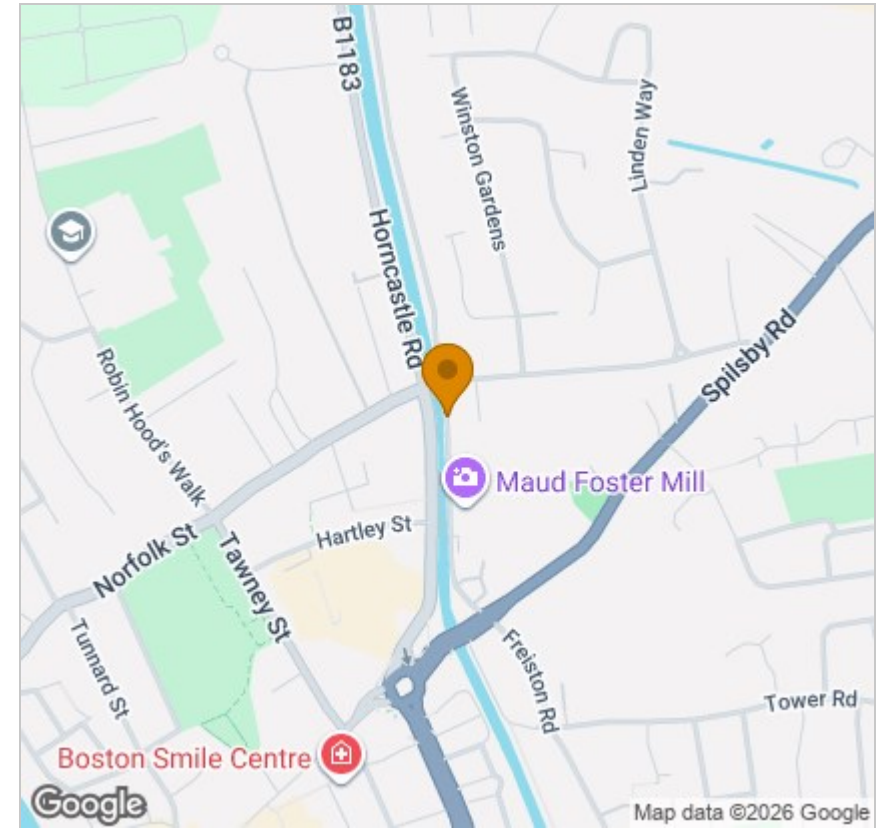 B1183
Winston Gardens
Linden Way
Horncastle Rd
Spilsby Rd
Robin Hood's Walk
Maud Foster Mill
Hartley St
Norfolk St
Tawney St
Tunnard St
Freiston Rd
Tower Rd
Boston Smile Centre
Google
Map data ©2026 Google